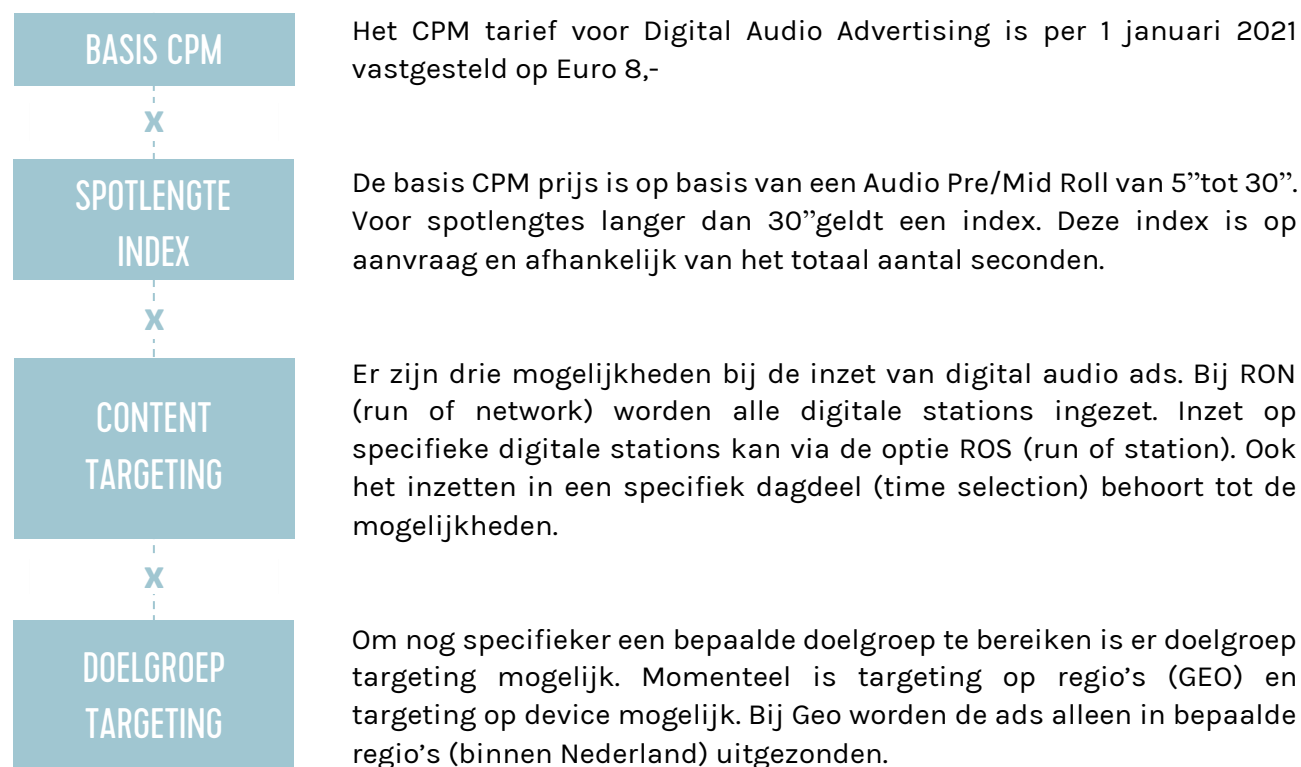 BASIS CPM
Het CPM tarief voor Digital Audio Advertising is per 1 januari 2021
vastgesteld op Euro 8,-
x
SPOTLENGTE
INDEX
De basis CPM prijs is op basis van een Audio Pre/Mid Roll van 5”tot 30”.
Voor spotlengtes langer dan 30”geldt een index. Deze index is op
aanvraag en afhankelijk van het totaal aantal seconden.
x
CONTENT
TARGETING
Er zijn drie mogelijkheden bij de inzet van digital audio ads. Bij RON
(run of network) worden alle digitale stations ingezet. Inzet op
specifieke digitale stations kan via de optie ROS (run of station). Ook
het inzetten in een specifiek dagdeel (time selection) behoort tot de
mogelijkheden.
x
DOELGROEP
TARGETING
Om nog specifieker een bepaalde doelgroep te bereiken is er doelgroep
targeting mogelijk. Momenteel is targeting op regio’s (GEO) en
targeting op device mogelijk. Bij Geo worden de ads alleen in bepaalde
regio’s (binnen Nederland) uitgezonden.